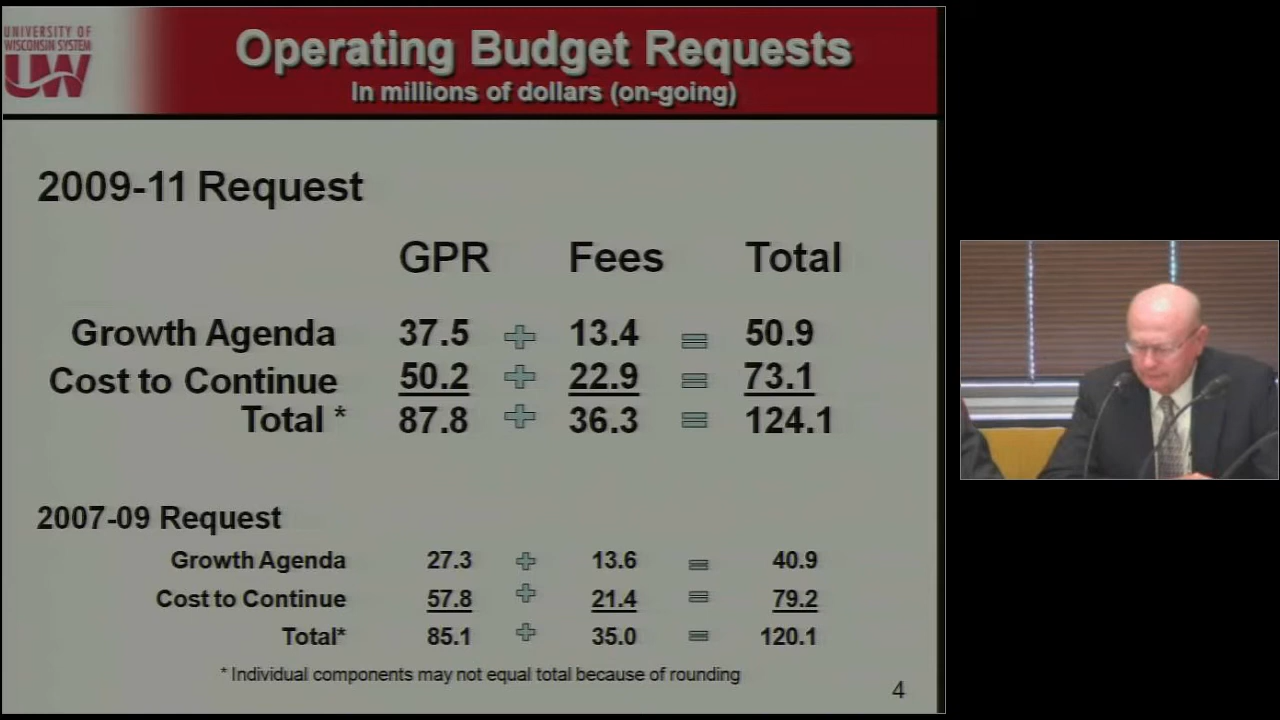 UNIVERSITY OF
WISCONSIN SYSTEM
UW
Operating Budget Requests
In millions of dollars (on-going)
2009-11 Request
GPR Fees Total
Growth Agenda 37.5 + 13.4 = 50.9
Cost to Continue 50.2 + 22.9 = 73.1
Total * 87.8 + 36.3 = 124.1
2007-09 Request
Growth Agenda 27.3 + 13.6 = 40.9
Cost to Continue 57.8 + 21.4 = 79.2
Total* 85.1 + 35.0 = 120.1
* Individual components may not equal total because of rounding
4